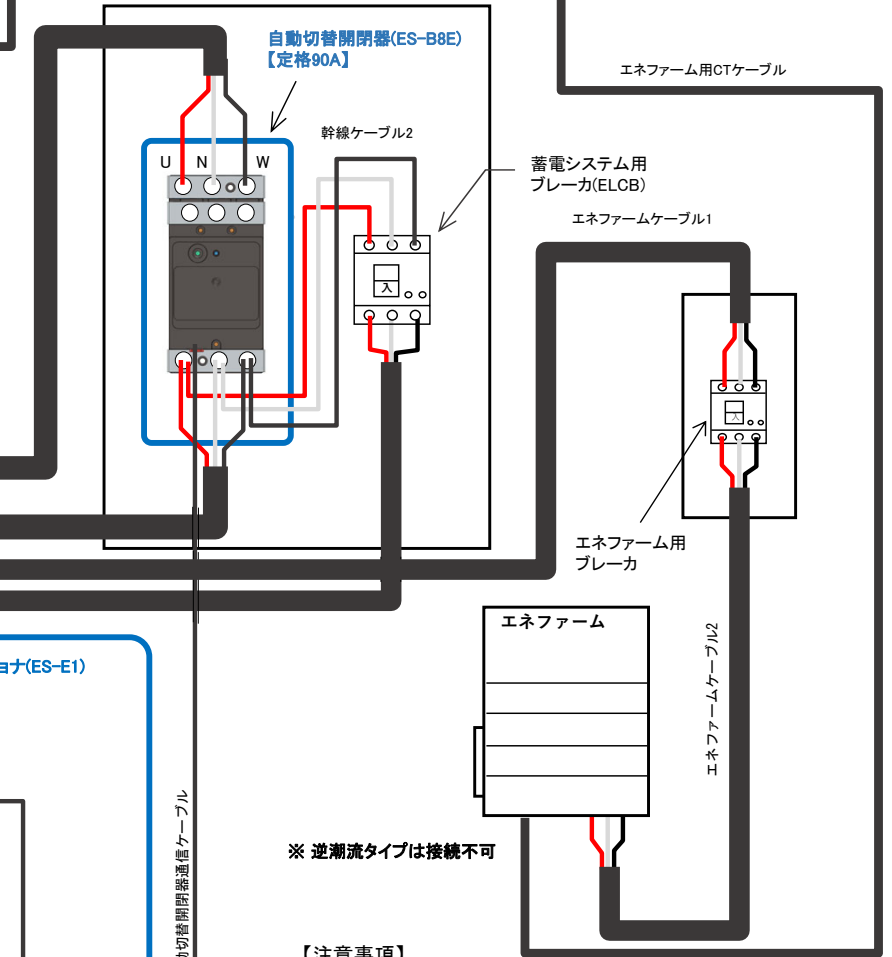 自動切替開閉器(ES-B8E)
【定格90A】
エネファーム用CTケーブル
幹線ケーブル2
U N W
蓄電システム用
ブレーカ(ELCB)
エネファームケーブル1
入
入
エネファーム用
ブレーカ
エネファーム
ョナ(ES-E1)
エネファームケーブル2
切替開閉器通信ケーブル
※ 逆潮流タイプは接続不可
【注意事項】